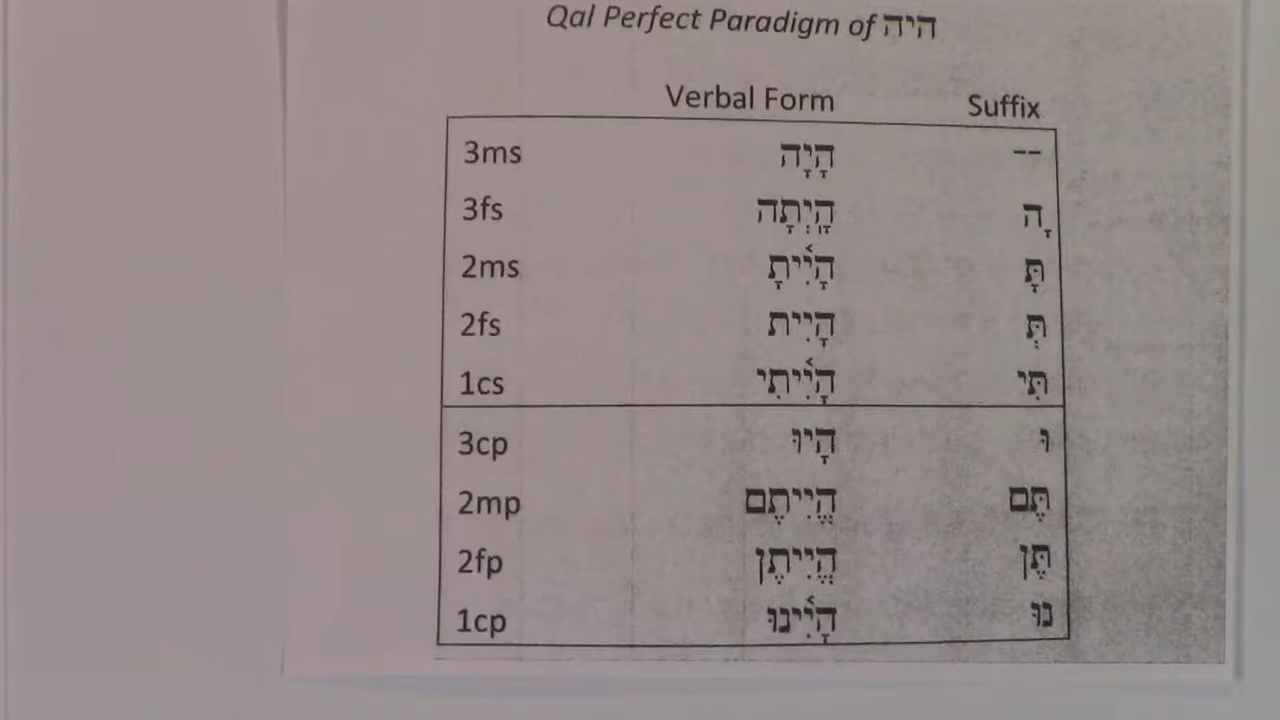 Qal Perfect Paradigm of היה
Verbal Form Suffix
3ms הָיָה --
3fs הָֽיְתָה ָה
2ms הָיִ֫יתָ תָּ
2fs הָיִית תְּ
1cs הָיִ֫יתִי תִּי
3cp הָיוּ וּ
2mp הֱיִיתֶם תֶּם
2fp הֱיִיתֶן תֶּן
1cp הָיִ֫ינוּ נוּ